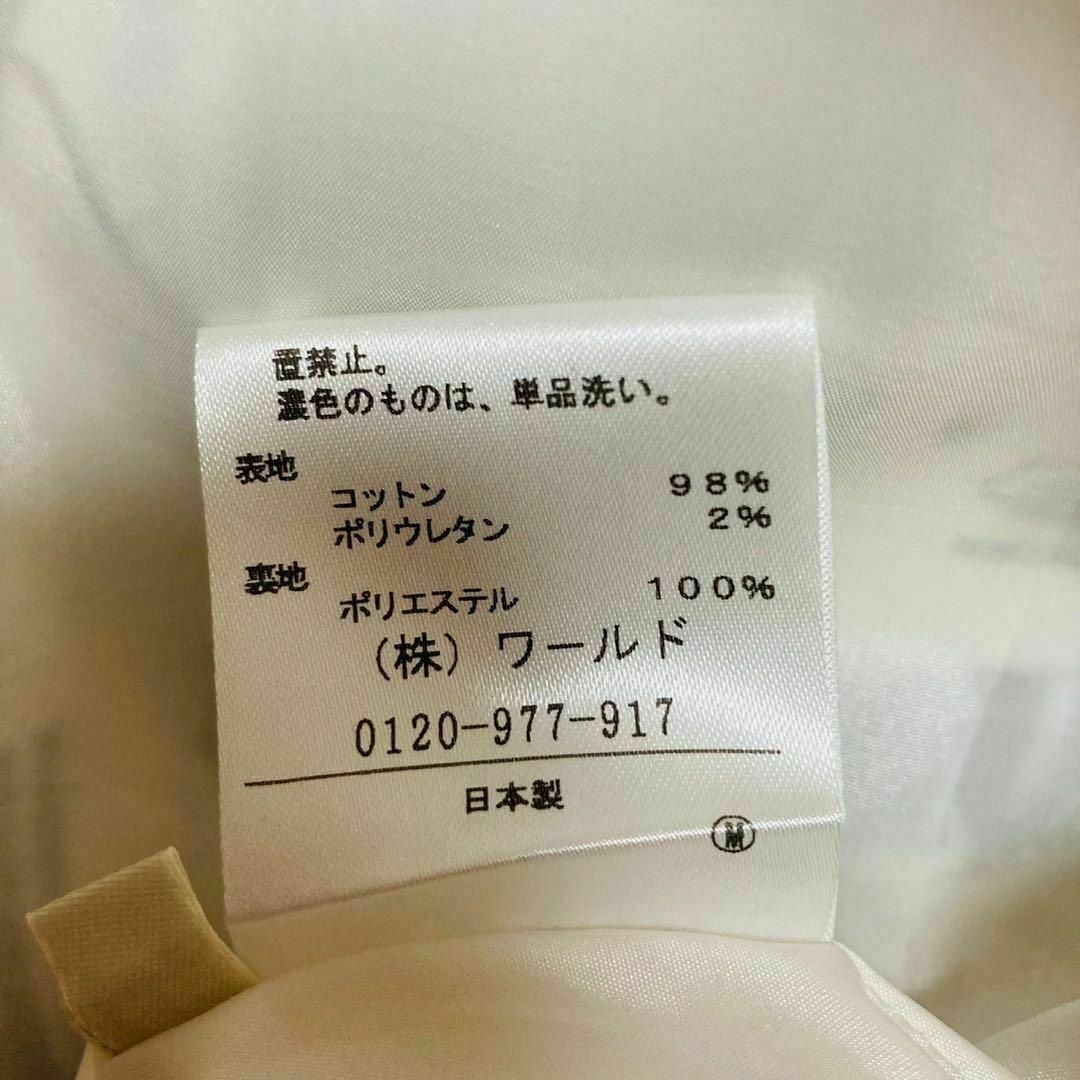 置禁止。
濃色のものは、単品洗い。
表地
コットン 98%
ポリウレタン 2%
裏地
ポリエステル 100%
(株) ワールド
0120-977-917
日本製